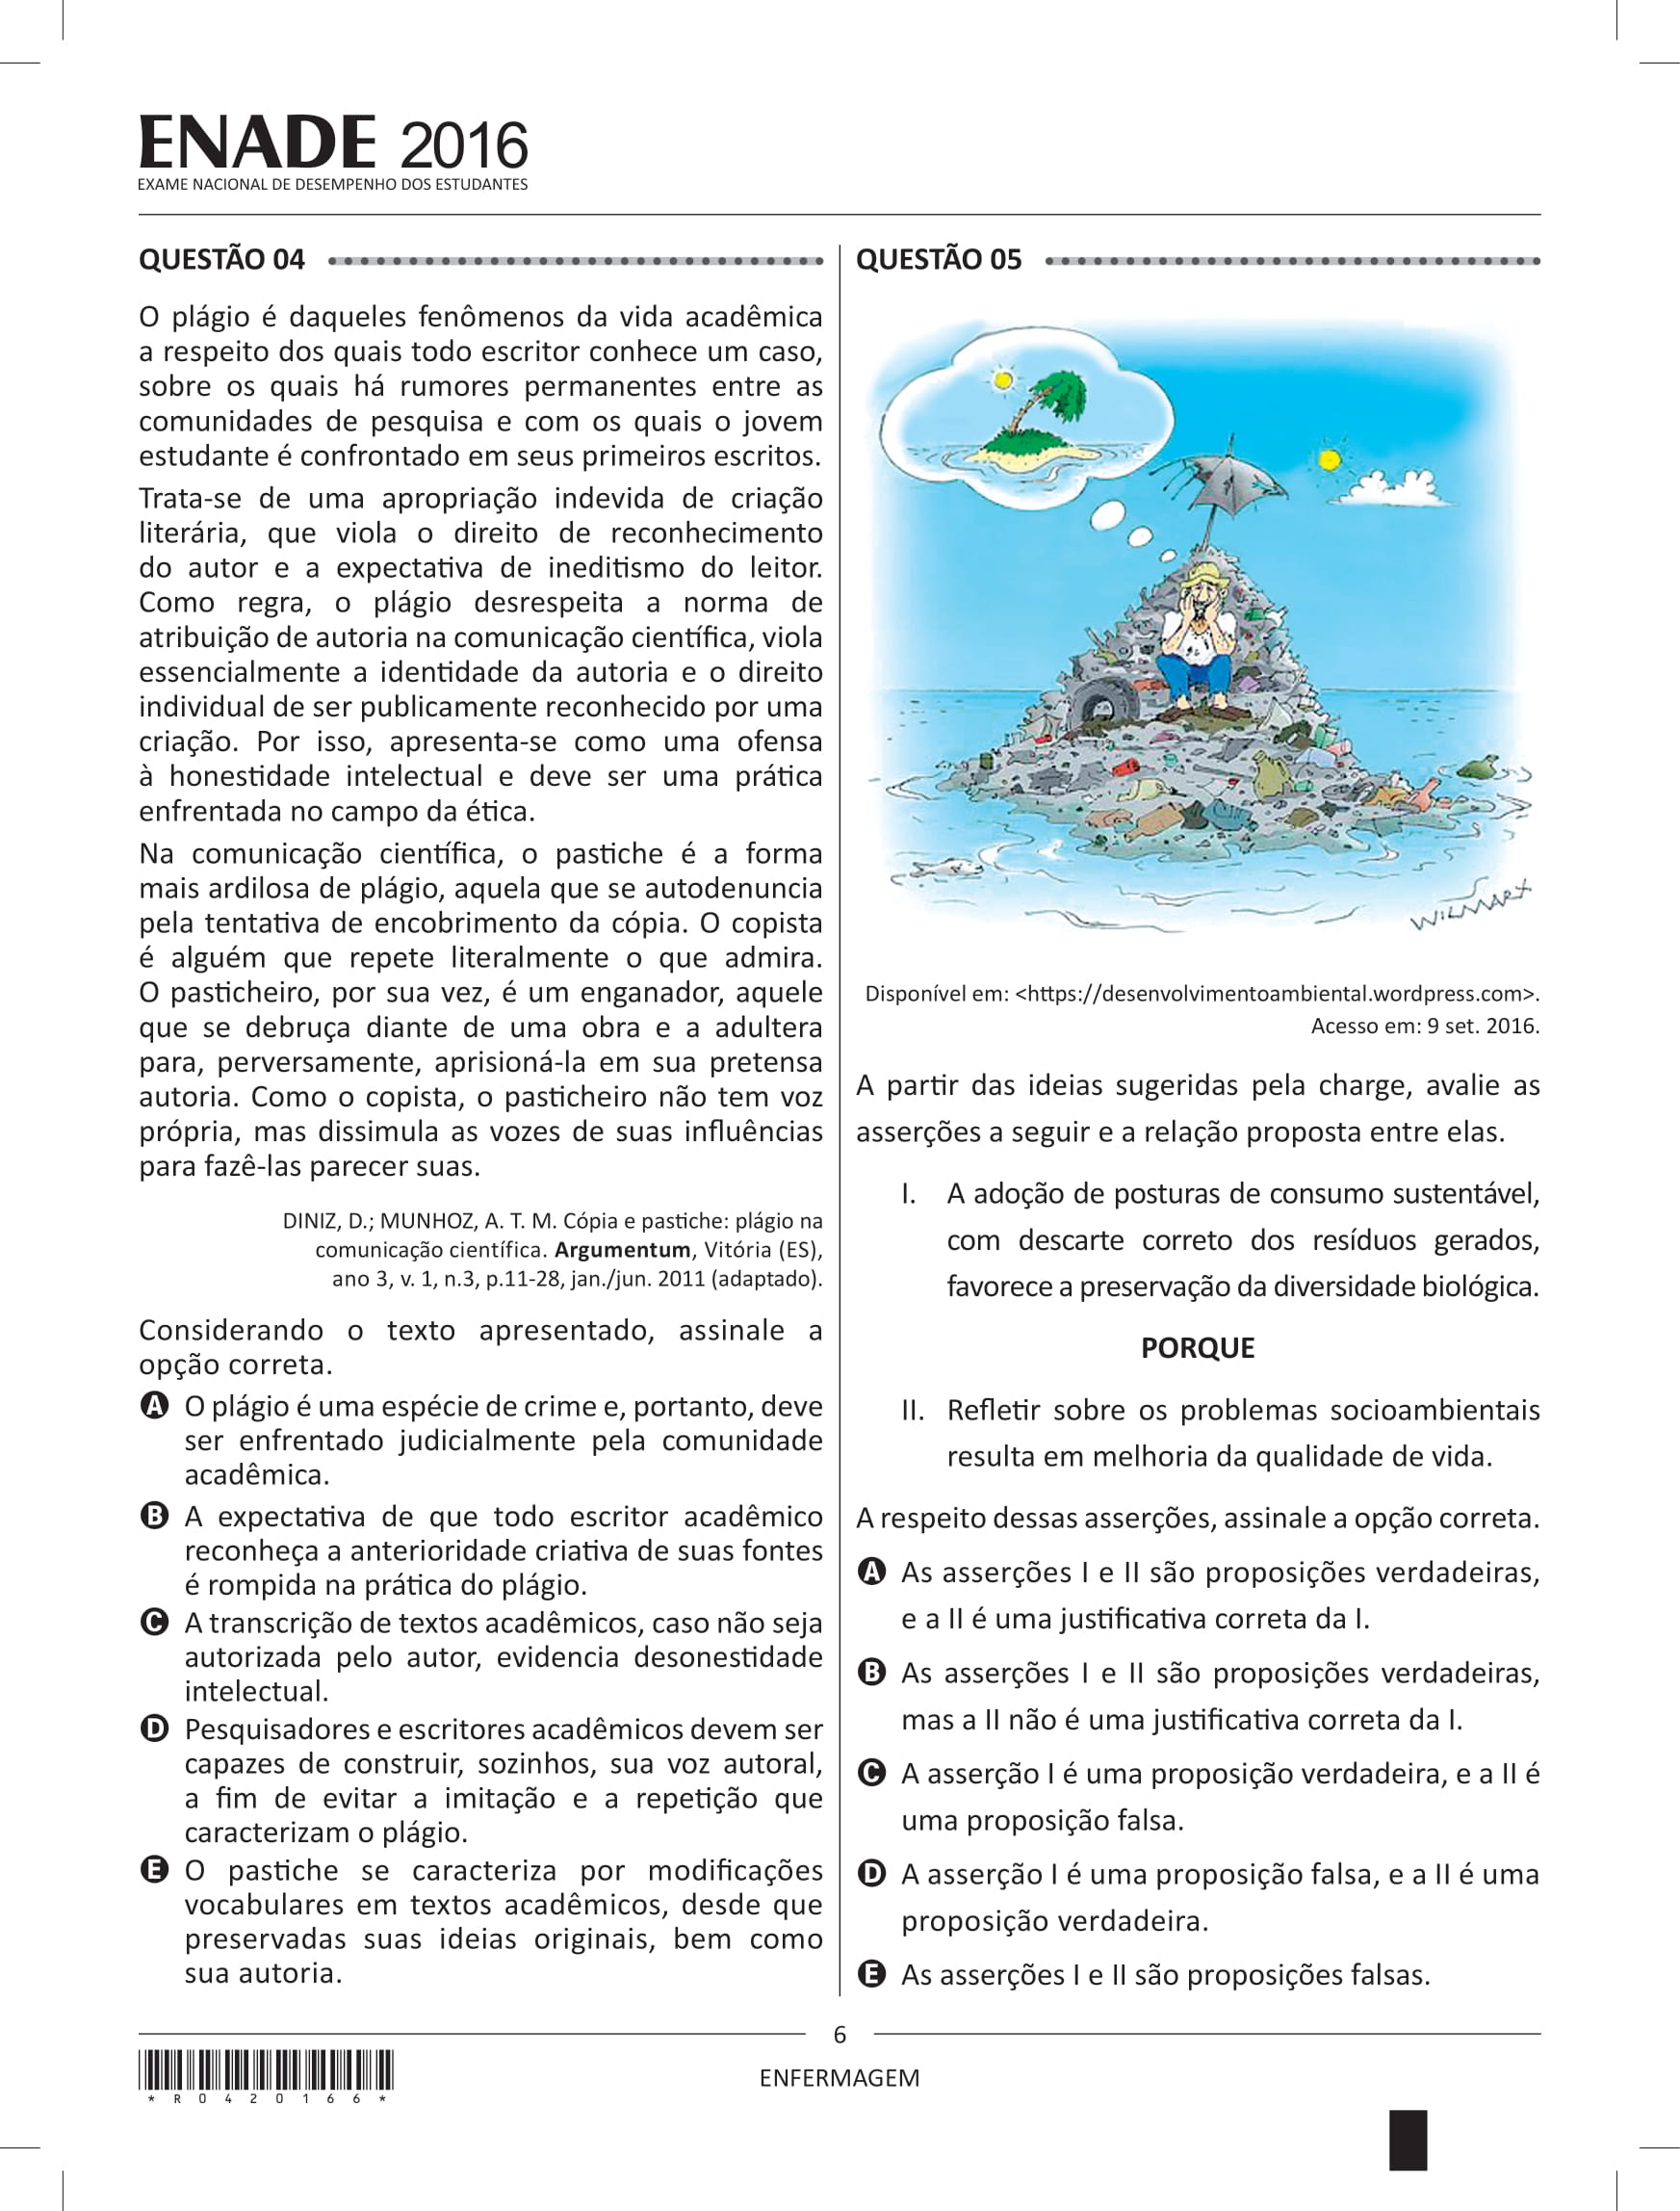 ENADE 2016
EXAME NACIONAL DE DESEMPENHO DOS ESTUDANTES
QUESTÃO 04
O plágio é daqueles fenômenos da vida acadêmica
a respeito dos quais todo escritor conhece um caso,
sobre os quais há rumores permanentes entre as
comunidades de pesquisa e com os quais o jovem
estudante é confrontado em seus primeiros escritos.
Trata-se de uma apropriação indevida de criação
literária, que viola o direito de reconhecimento
do autor e a expectativa de ineditismo do leitor.
Como regra, o plágio desrespeita a norma de
atribuição de autoria na comunicação científica, viola
essencialmente a identidade da autoria e o direito
individual de ser publicamente reconhecido por uma
criação. Por isso, apresenta-se como uma ofensa
à honestidade intelectual e deve ser uma prática
enfrentada no campo da ética.
Na comunicação científica, o pastiche é a forma
mais ardilosa de plágio, aquela que se autodenuncia
pela tentativa de encobrimento da cópia. O copista
é alguém que repete literalmente o que admira.
O pasticheiro, por sua vez, é um enganador, aquele
que se debruça diante de uma obra e a adultera
para, perversamente, aprisioná-la em sua pretensa
autoria. Como o copista, o pasticheiro não tem voz
própria, mas dissimula as vozes de suas influências
para fazê-las parecer suas.
DINIZ, D.; MUNHOZ, A. T. M. Cópia e pastiche: plágio na
comunicação científica. Argumentum, Vitória (ES),
ano 3, v. 1, n.3, p.11-28, jan./jun. 2011 (adaptado).
Considerando o texto apresentado, assinale a
opção correta.
A O plágio é uma espécie de crime e, portanto, deve
ser enfrentado judicialmente pela comunidade
acadêmica.
B A expectativa de que todo escritor acadêmico
reconheça a anterioridade criativa de suas fontes
é rompida na prática do plágio.
C A transcrição de textos acadêmicos, caso não seja
autorizada pelo autor, evidencia desonestidade
intelectual.
D Pesquisadores e escritores acadêmicos devem ser
capazes de construir, sozinhos, sua voz autoral,
a fim de evitar a imitação e a repetição que
caracterizam o plágio.
E O pastiche se caracteriza por modificações
vocabulares em textos acadêmicos, desde que
preservadas suas ideias originais, bem como
sua autoria.
QUESTÃO 05
WILMARX
Disponível em: <https://desenvolvimentoambiental.wordpress.com>.
Acesso em: 9 set. 2016.
A partir das ideias sugeridas pela charge, avalie as
asserções a seguir e a relação proposta entre elas.
I. A adoção de posturas de consumo sustentável,
com descarte correto dos resíduos gerados,
favorece a preservação da diversidade biológica.
PORQUE
II. Refletir sobre os problemas socioambientais
resulta em melhoria da qualidade de vida.
A respeito dessas asserções, assinale a opção correta.
A As asserções I e II são proposições verdadeiras,
e a II é uma justificativa correta da I.
B As asserções I e II são proposições verdadeiras,
mas a II não é uma justificativa correta da I.
C A asserção I é uma proposição verdadeira, e a II é
uma proposição falsa.
D A asserção I é uma proposição falsa, e a II é uma
proposição verdadeira.
E As asserções I e II são proposições falsas.
6
ENFERMAGEM
* R 0 4 2 0 1 6 6 *